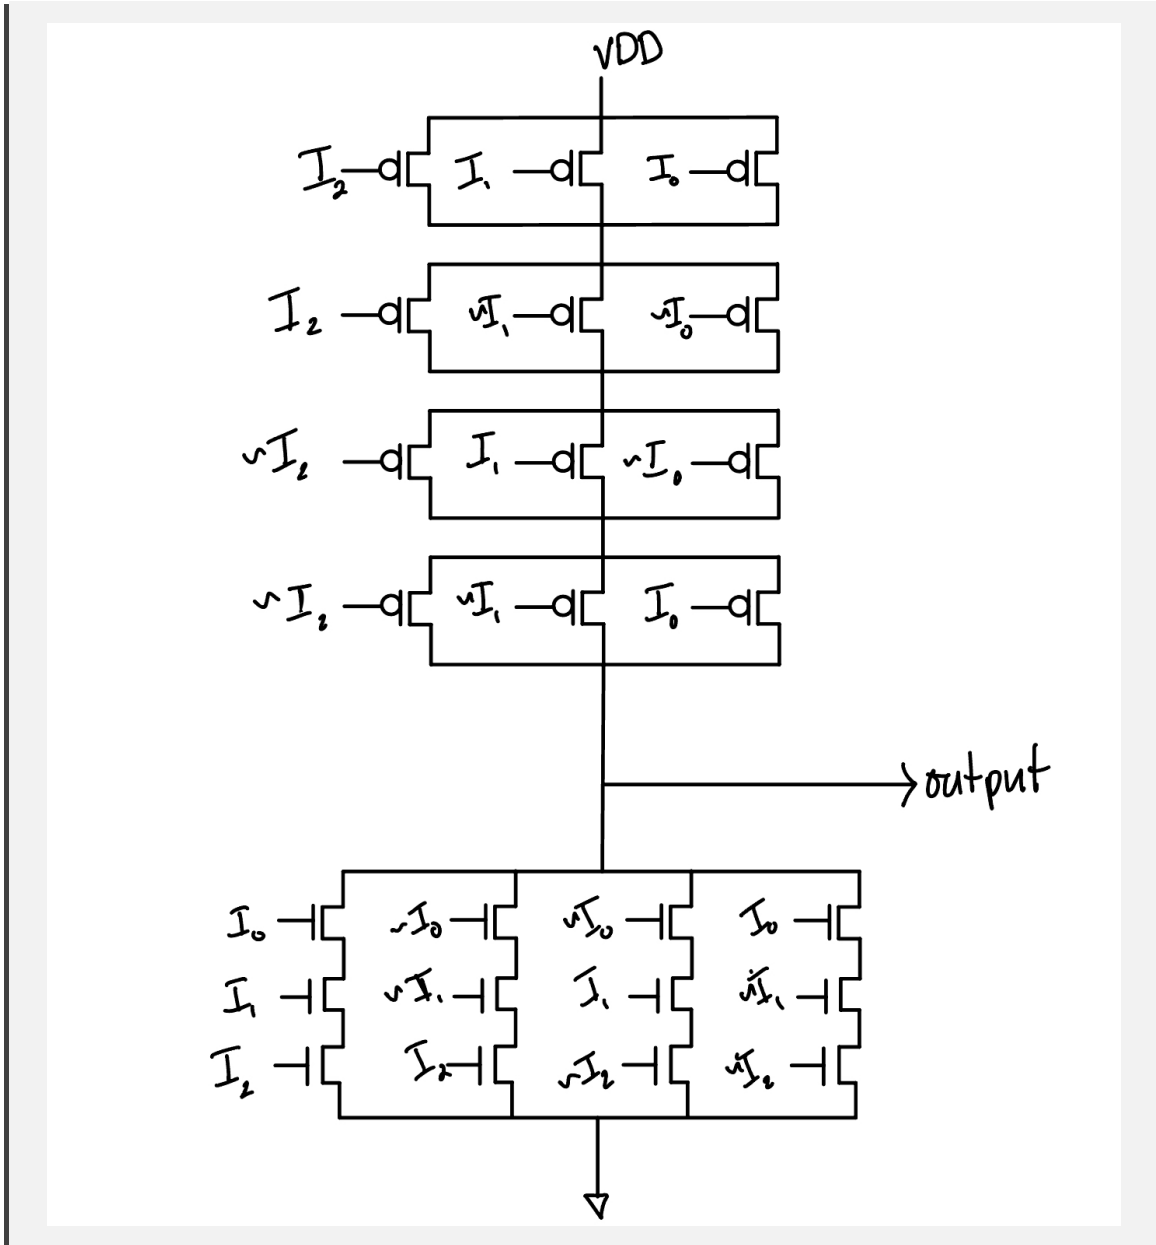 VDD
I₂ I₁ I₀
I₂ ~I₁ ~I₀
~I₂ I₁ ~I₀
~I₂ ~I₁ I₀
output
I₀ ~I₀ ~I₀ I₀
I₁ ~I₁ I₁ ~I₁
I₂ I₂ ~I₂ ~I₂